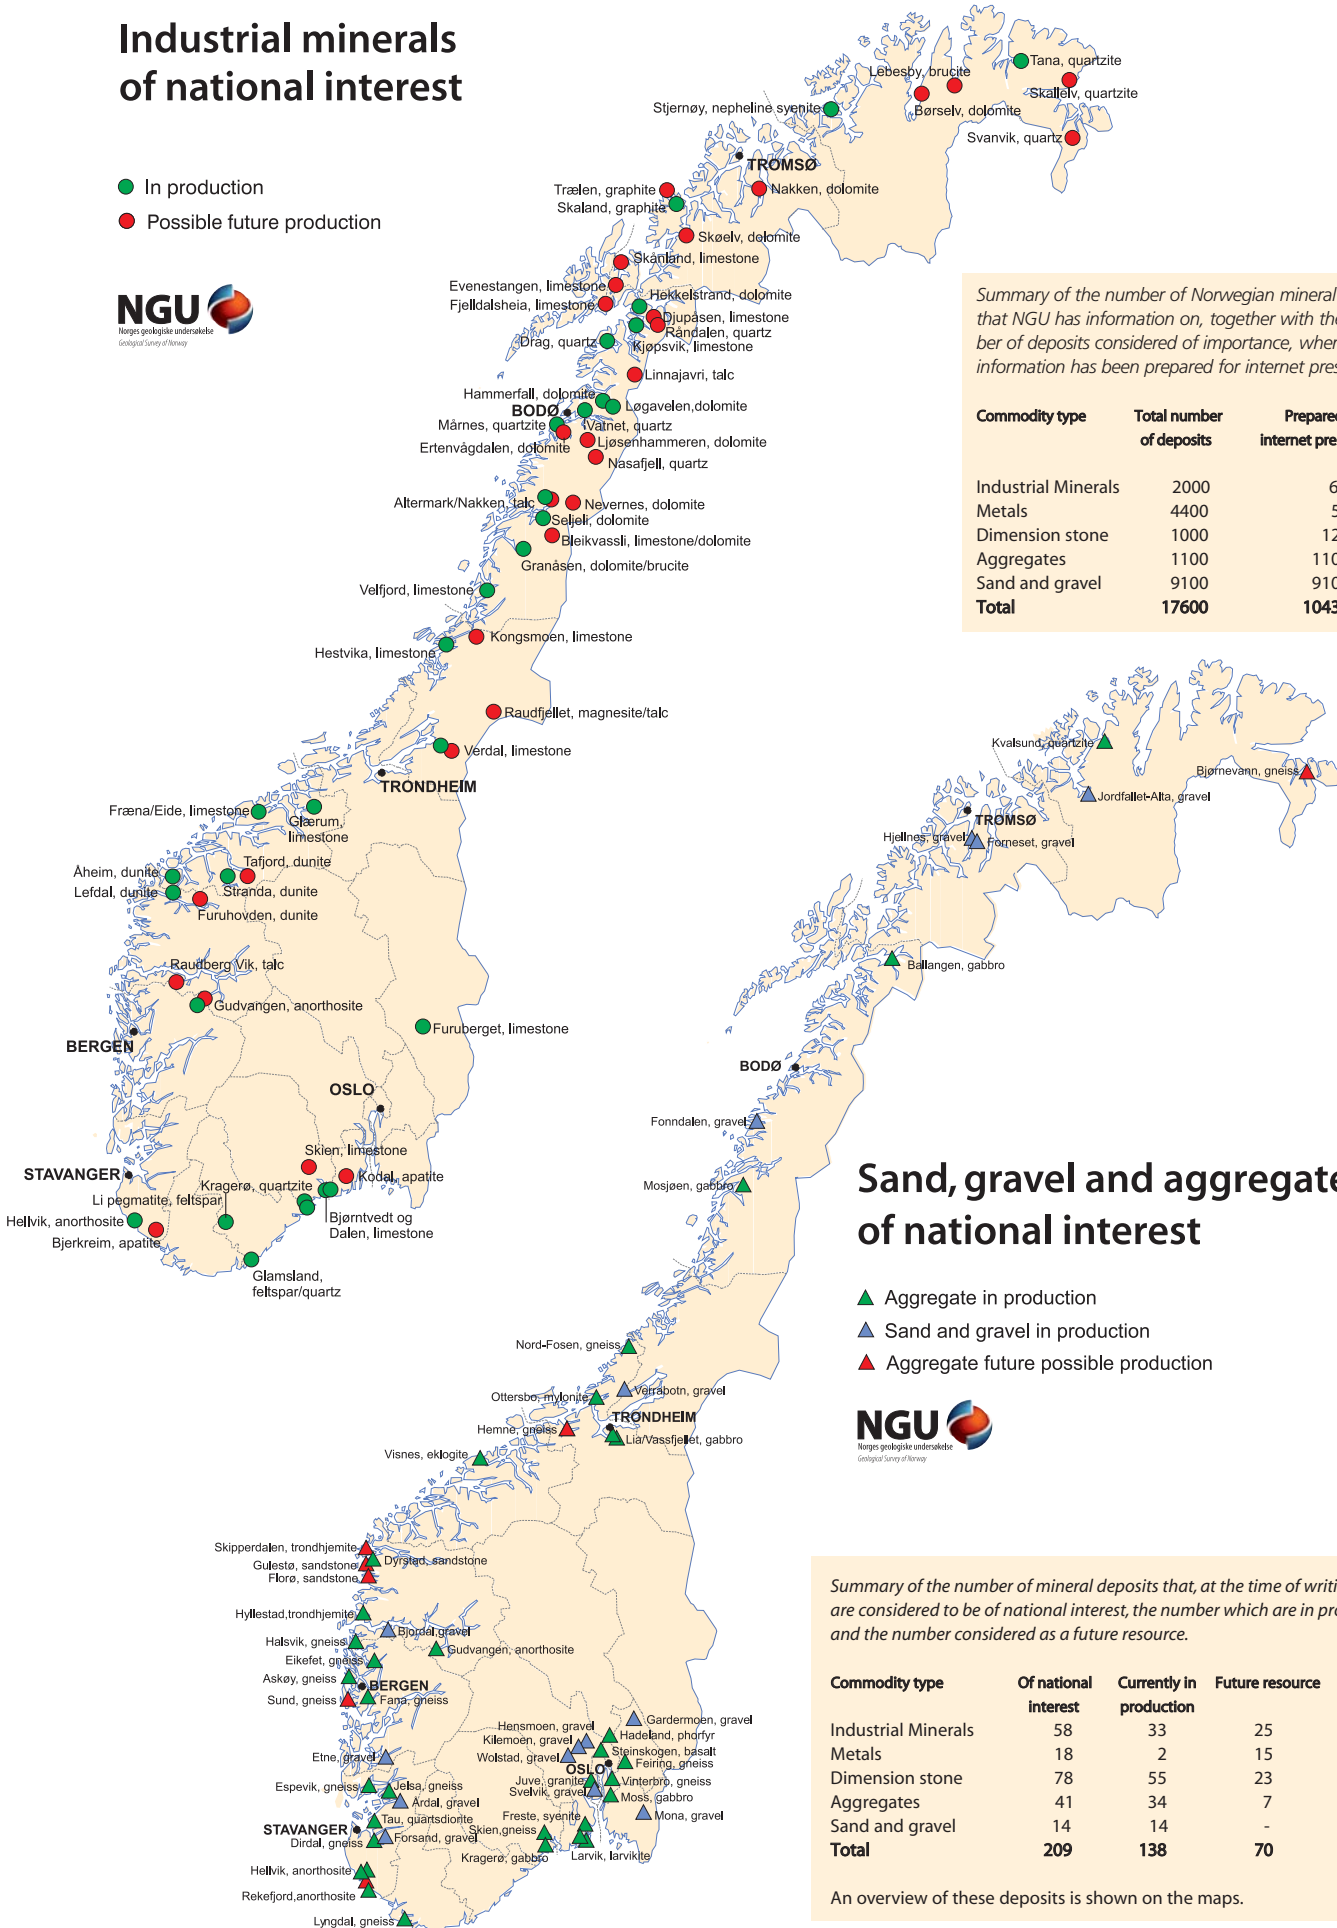 Industrial minerals
of national interest
In production
Possible future production
NGU
Norges geologiske undersøkelse
Geological Survey of Norway
Tana, quartzite
Lebesby, brucite
Skallelv, quartzite
Stjernøy, nepheline syenite
Børselv, dolomite
Svanvik, quartz
TROMSØ
Trælen, graphite
Nakken, dolomite
Skaland, graphite
Skøelv, dolomite
Skånland, limestone
Evenestangen, limestone
Hekkelstrand, dolomite
Fjelldalsheia, limestone
Djupåsen, limestone
Råndalen, quartz
Drag, quartz
Kjøpsvik, limestone
Linnajavri, talc
Hammerfall, dolomite
BODØ
Løgavelen,dolomite
Mårnes, quartzite
Vatnet, quartz
Ertenvågdalen, dolomite
Ljøsenhammeren, dolomite
Nasafjell, quartz
Altermark/Nakken, talc
Nevernes, dolomite
Seljeli, dolomite
Bleikvassli, limestone/dolomite
Granåsen, dolomite/brucite
Velfjord, limestone
Kongsmoen, limestone
Hestvika, limestone
Raudfjellet, magnesite/talc
Verdal, limestone
TRONDHEIM
Fræna/Eide, limestone
Glærum,
limestone
Tafjord, dunite
Åheim, dunite
Lefdal, dunite
Stranda, dunite
Furuhovden, dunite
Raudberg Vik, talc
Gudvangen, anorthosite
Furuberget, limestone
BERGEN
OSLO
Skien, limestone
STAVANGER
Kodal, apatite
Kragerø, quartzite
Li pegmatite, feltspar
Hellvik, anorthosite
Bjørntvedt og
Dalen, limestone
Bjerkreim, apatite
Glamsland,
feltspar/quartz
Summary of the number of Norwegian mineral
that NGU has information on, together with the
ber of deposits considered of importance, wher
information has been prepared for internet pres
Commodity type Total number Prepared
of deposits internet pre
Industrial Minerals 2000 6
Metals 4400 5
Dimension stone 1000 12
Aggregates 1100 110
Sand and gravel 9100 910
Total 17600 1043
Kvalsund, quartzite
Bjørnevann, gneiss
Jordfallet-Alta, gravel
TROMSØ
Hjellnes, gravel
Forneset, gravel
Ballangen, gabbro
BODØ
Fonndalen, gravel
Mosjøen, gabbro
Sand, gravel and aggregate
of national interest
Aggregate in production
Sand and gravel in production
Aggregate future possible production
NGU
Norges geologiske undersøkelse
Geological Survey of Norway
Nord-Fosen, gneiss
Verrabotn, gravel
Ottersbo, mylonite
TRONDHEIM
Hemne, gneiss
Lia/Vassfjellet, gabbro
Visnes, eklogite
Skipperdalen, trondhjemite
Dyrstad, sandstone
Gulestø, sandstone
Florø, sandstone
Hyllestad,trondhjemite
Bjordal,gravel
Halsvik, gneiss
Gudvangen, anorthosite
Eikefet, gneiss
Askøy, gneiss
BERGEN
Sund, gneiss
Fana, gneiss
Gardermoen, gravel
Hensmoen, gravel
Hadeland, phorfyr
Kilemoen, gravel
Steinskogen, basalt
Wolstad, gravel
Feiring, gneiss
Etne, gravel
OSLO
Juve, granite
Vinterbro, gneiss
Espevik, gneiss
Jelsa, gneiss
Svelvik, gravel
Moss, gabbro
Årdal, gravel
Mona, gravel
Tau, quartsdiorite
Freste, syenite
STAVANGER
Forsand, gravel
Skien,gneiss
Dirdal, gneiss
Kragerø, gabbro
Larvik, larvikite
Hellvik, anorthosite
Rekefjord,anorthosite
Lyngdal, gneiss
Summary of the number of mineral deposits that, at the time of writi
are considered to be of national interest, the number which are in pro
and the number considered as a future resource.
Commodity type Of national Currently in Future resource
interest production
Industrial Minerals 58 33 25
Metals 18 2 15
Dimension stone 78 55 23
Aggregates 41 34 7
Sand and gravel 14 14 -
Total 209 138 70
An overview of these deposits is shown on the maps.